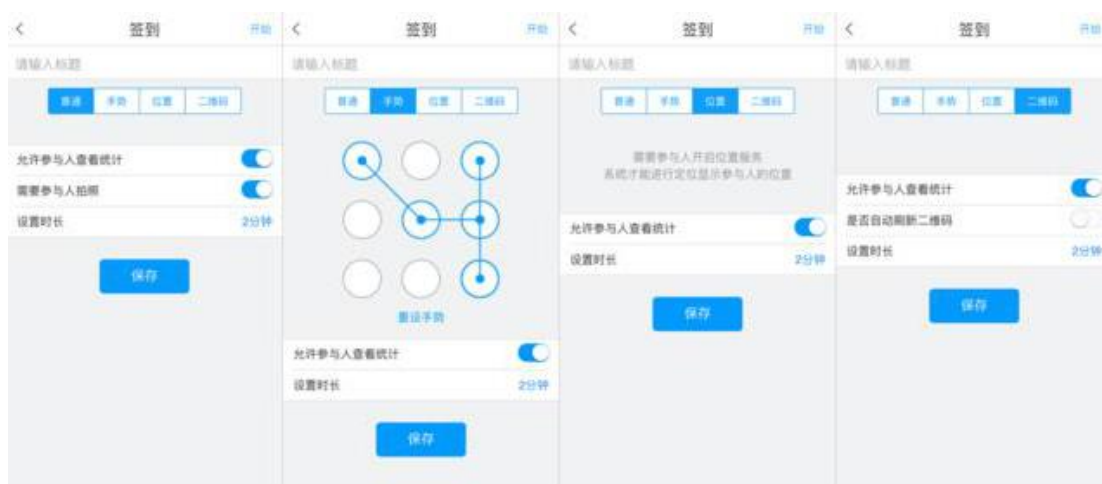 签到
开始
请输入标题
普通 手势 位置 二维码
允许参与人查看统计
需要参与人拍照
设置时长 2分钟
保存
签到
开始
请输入标题
普通 手势 位置 二维码
重设手势
允许参与人查看统计
设置时长 2分钟
保存
签到
开始
请输入标题
普通 手势 位置 二维码
需要参与人开启位置服务
系统才能进行定位显示参与人的位置
允许参与人查看统计
设置时长 2分钟
保存
签到
开始
请输入标题
普通 手势 位置 二维码
允许参与人查看统计
是否自动刷新二维码
设置时长 2分钟
保存